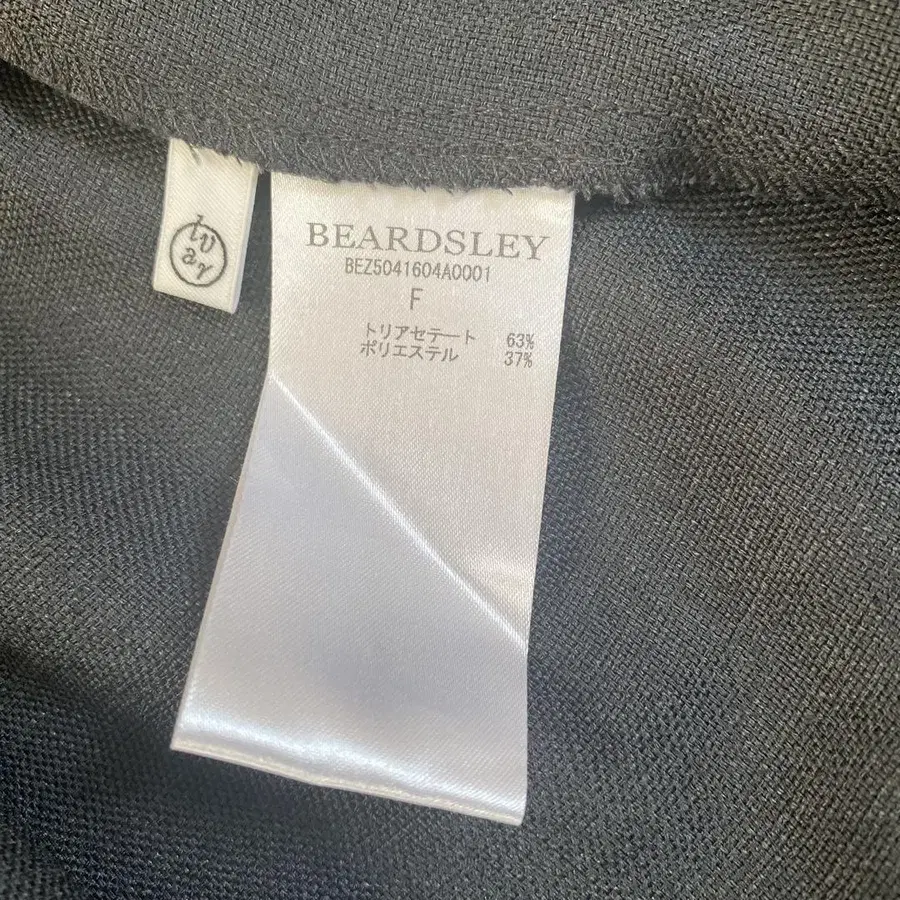 BEARDSLEY
BEZ5041604A0001
F
トリアセテート 63%
ポリエステル 37%